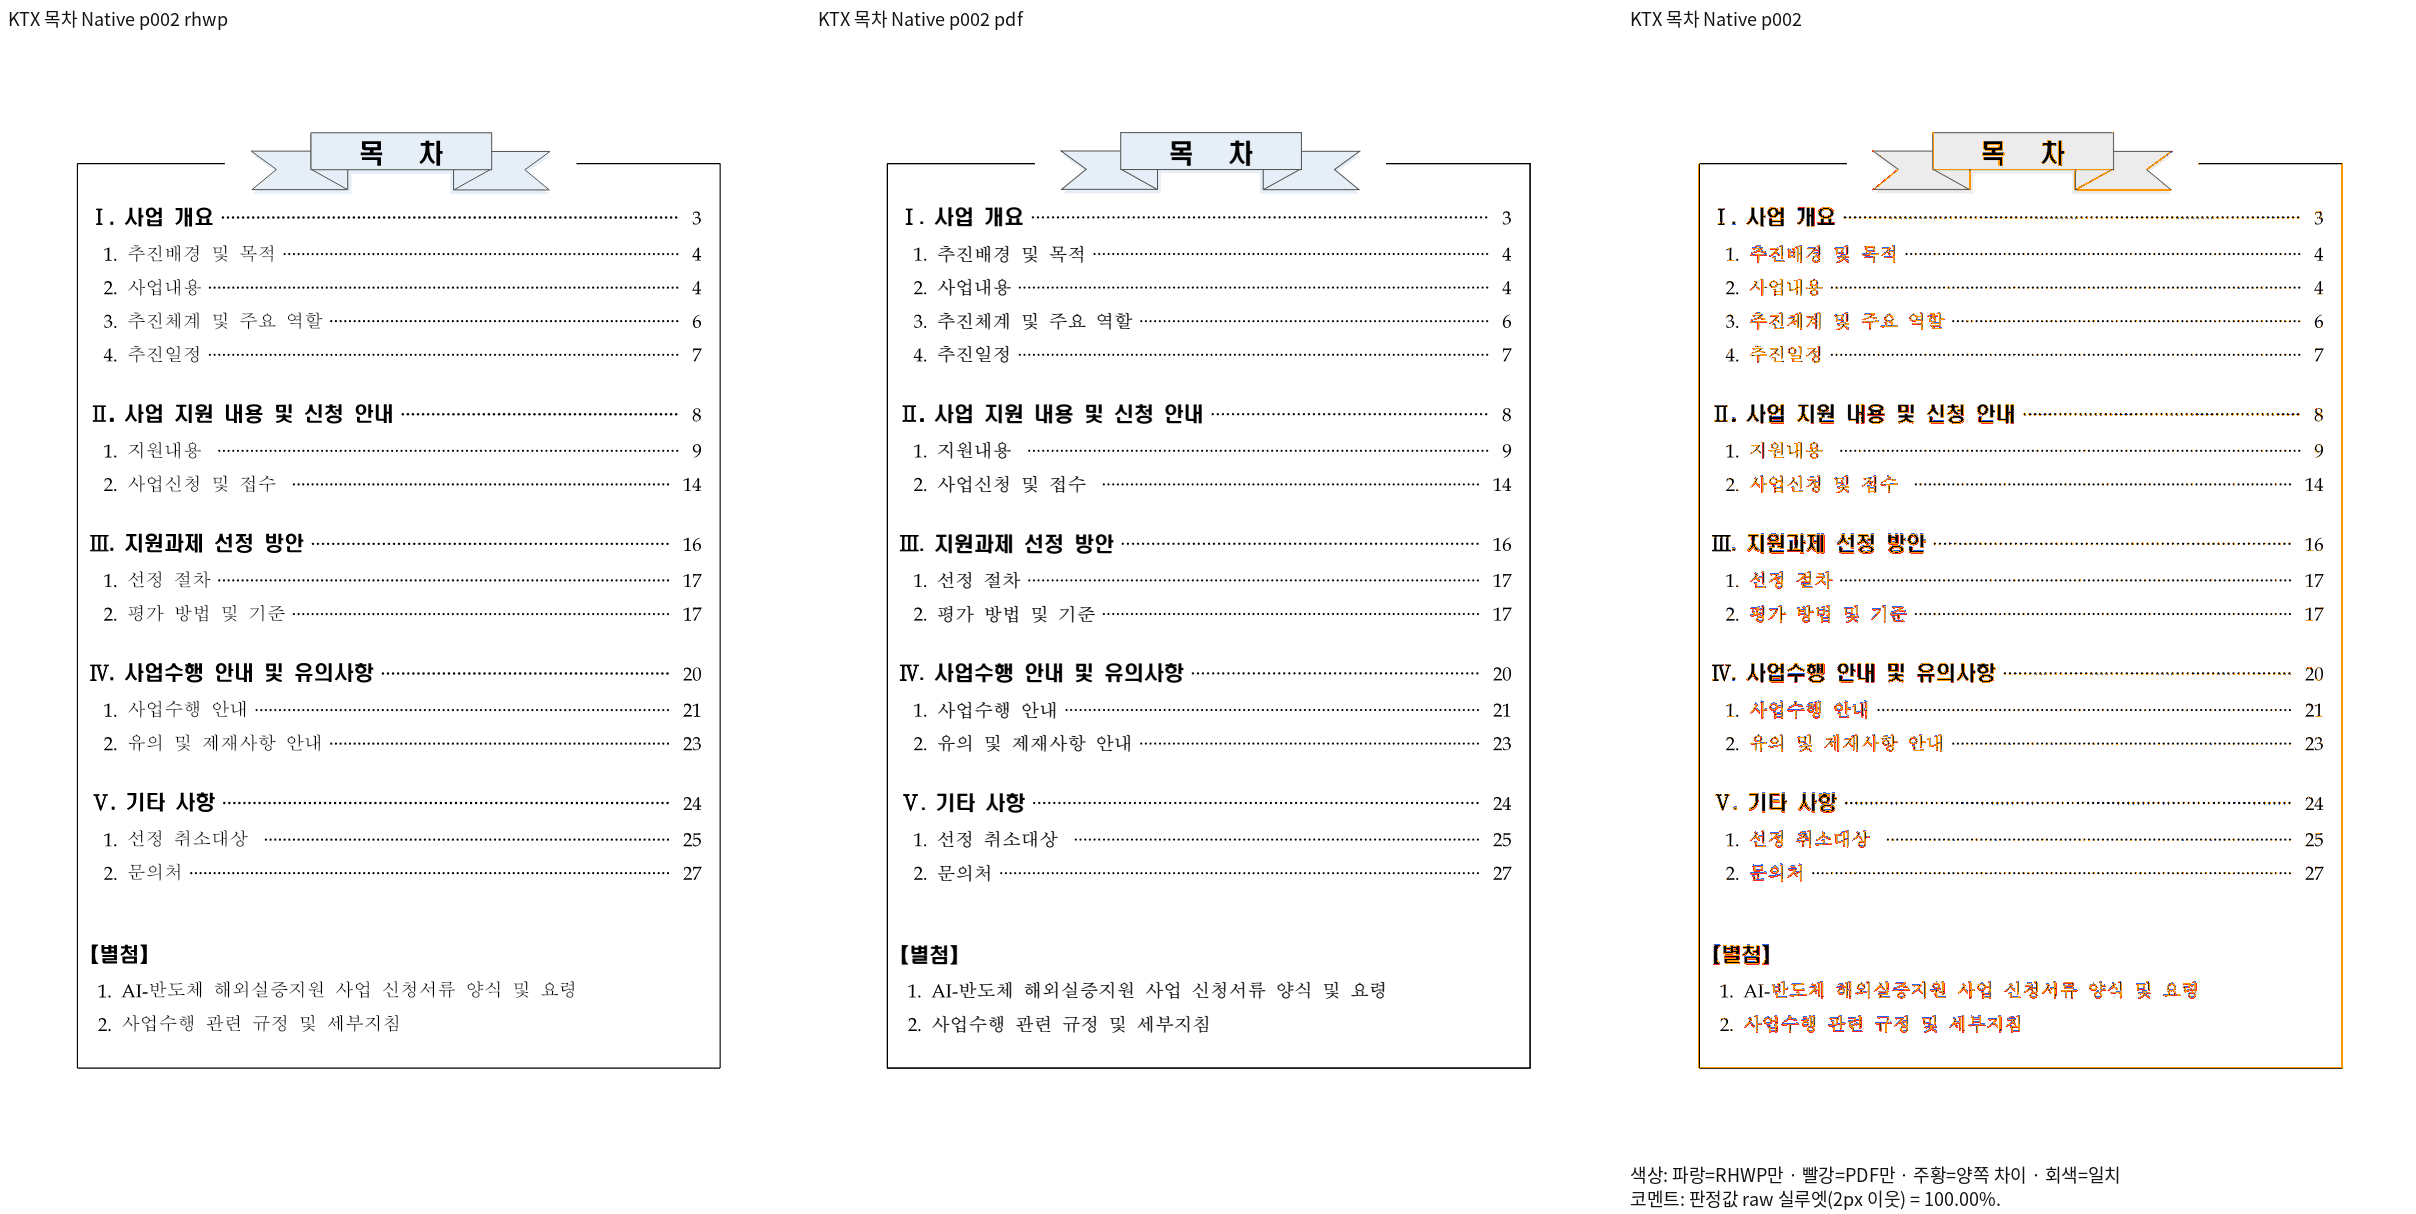 KTX 목차 Native p002 rhwp
목 차
Ⅰ. 사업 개요 3
1. 추진배경 및 목적 4
2. 사업내용 4
3. 추진체계 및 주요 역할 6
4. 추진일정 7
Ⅱ. 사업 지원 내용 및 신청 안내 8
1. 지원내용 9
2. 사업신청 및 접수 14
Ⅲ. 지원과제 선정 방안 16
1. 선정 절차 17
2. 평가 방법 및 기준 17
Ⅳ. 사업수행 안내 및 유의사항 20
1. 사업수행 안내 21
2. 유의 및 제재사항 안내 23
Ⅴ. 기타 사항 24
1. 선정 취소대상 25
2. 문의처 27
【별첨】
1. AI-반도체 해외실증지원 사업 신청서류 양식 및 요령
2. 사업수행 관련 규정 및 세부지침
KTX 목차 Native p002 pdf
목 차
Ⅰ. 사업 개요 3
1. 추진배경 및 목적 4
2. 사업내용 4
3. 추진체계 및 주요 역할 6
4. 추진일정 7
Ⅱ. 사업 지원 내용 및 신청 안내 8
1. 지원내용 9
2. 사업신청 및 접수 14
Ⅲ. 지원과제 선정 방안 16
1. 선정 절차 17
2. 평가 방법 및 기준 17
Ⅳ. 사업수행 안내 및 유의사항 20
1. 사업수행 안내 21
2. 유의 및 제재사항 안내 23
Ⅴ. 기타 사항 24
1. 선정 취소대상 25
2. 문의처 27
【별첨】
1. AI-반도체 해외실증지원 사업 신청서류 양식 및 요령
2. 사업수행 관련 규정 및 세부지침
KTX 목차 Native p002
목 차
Ⅰ. 사업 개요 3
1. 추진배경 및 목적 4
2. 사업내용 4
3. 추진체계 및 주요 역할 6
4. 추진일정 7
Ⅱ. 사업 지원 내용 및 신청 안내 8
1. 지원내용 9
2. 사업신청 및 접수 14
Ⅲ. 지원과제 선정 방안 16
1. 선정 절차 17
2. 평가 방법 및 기준 17
Ⅳ. 사업수행 안내 및 유의사항 20
1. 사업수행 안내 21
2. 유의 및 제재사항 안내 23
Ⅴ. 기타 사항 24
1. 선정 취소대상 25
2. 문의처 27
【별첨】
1. AI-반도체 해외실증지원 사업 신청서류 양식 및 요령
2. 사업수행 관련 규정 및 세부지침
색상: 파랑=RHWP만 · 빨강=PDF만 · 주황=양쪽 차이 · 회색=일치
코멘트: 판정값 raw 실루엣(2px 이웃) = 100.00%.